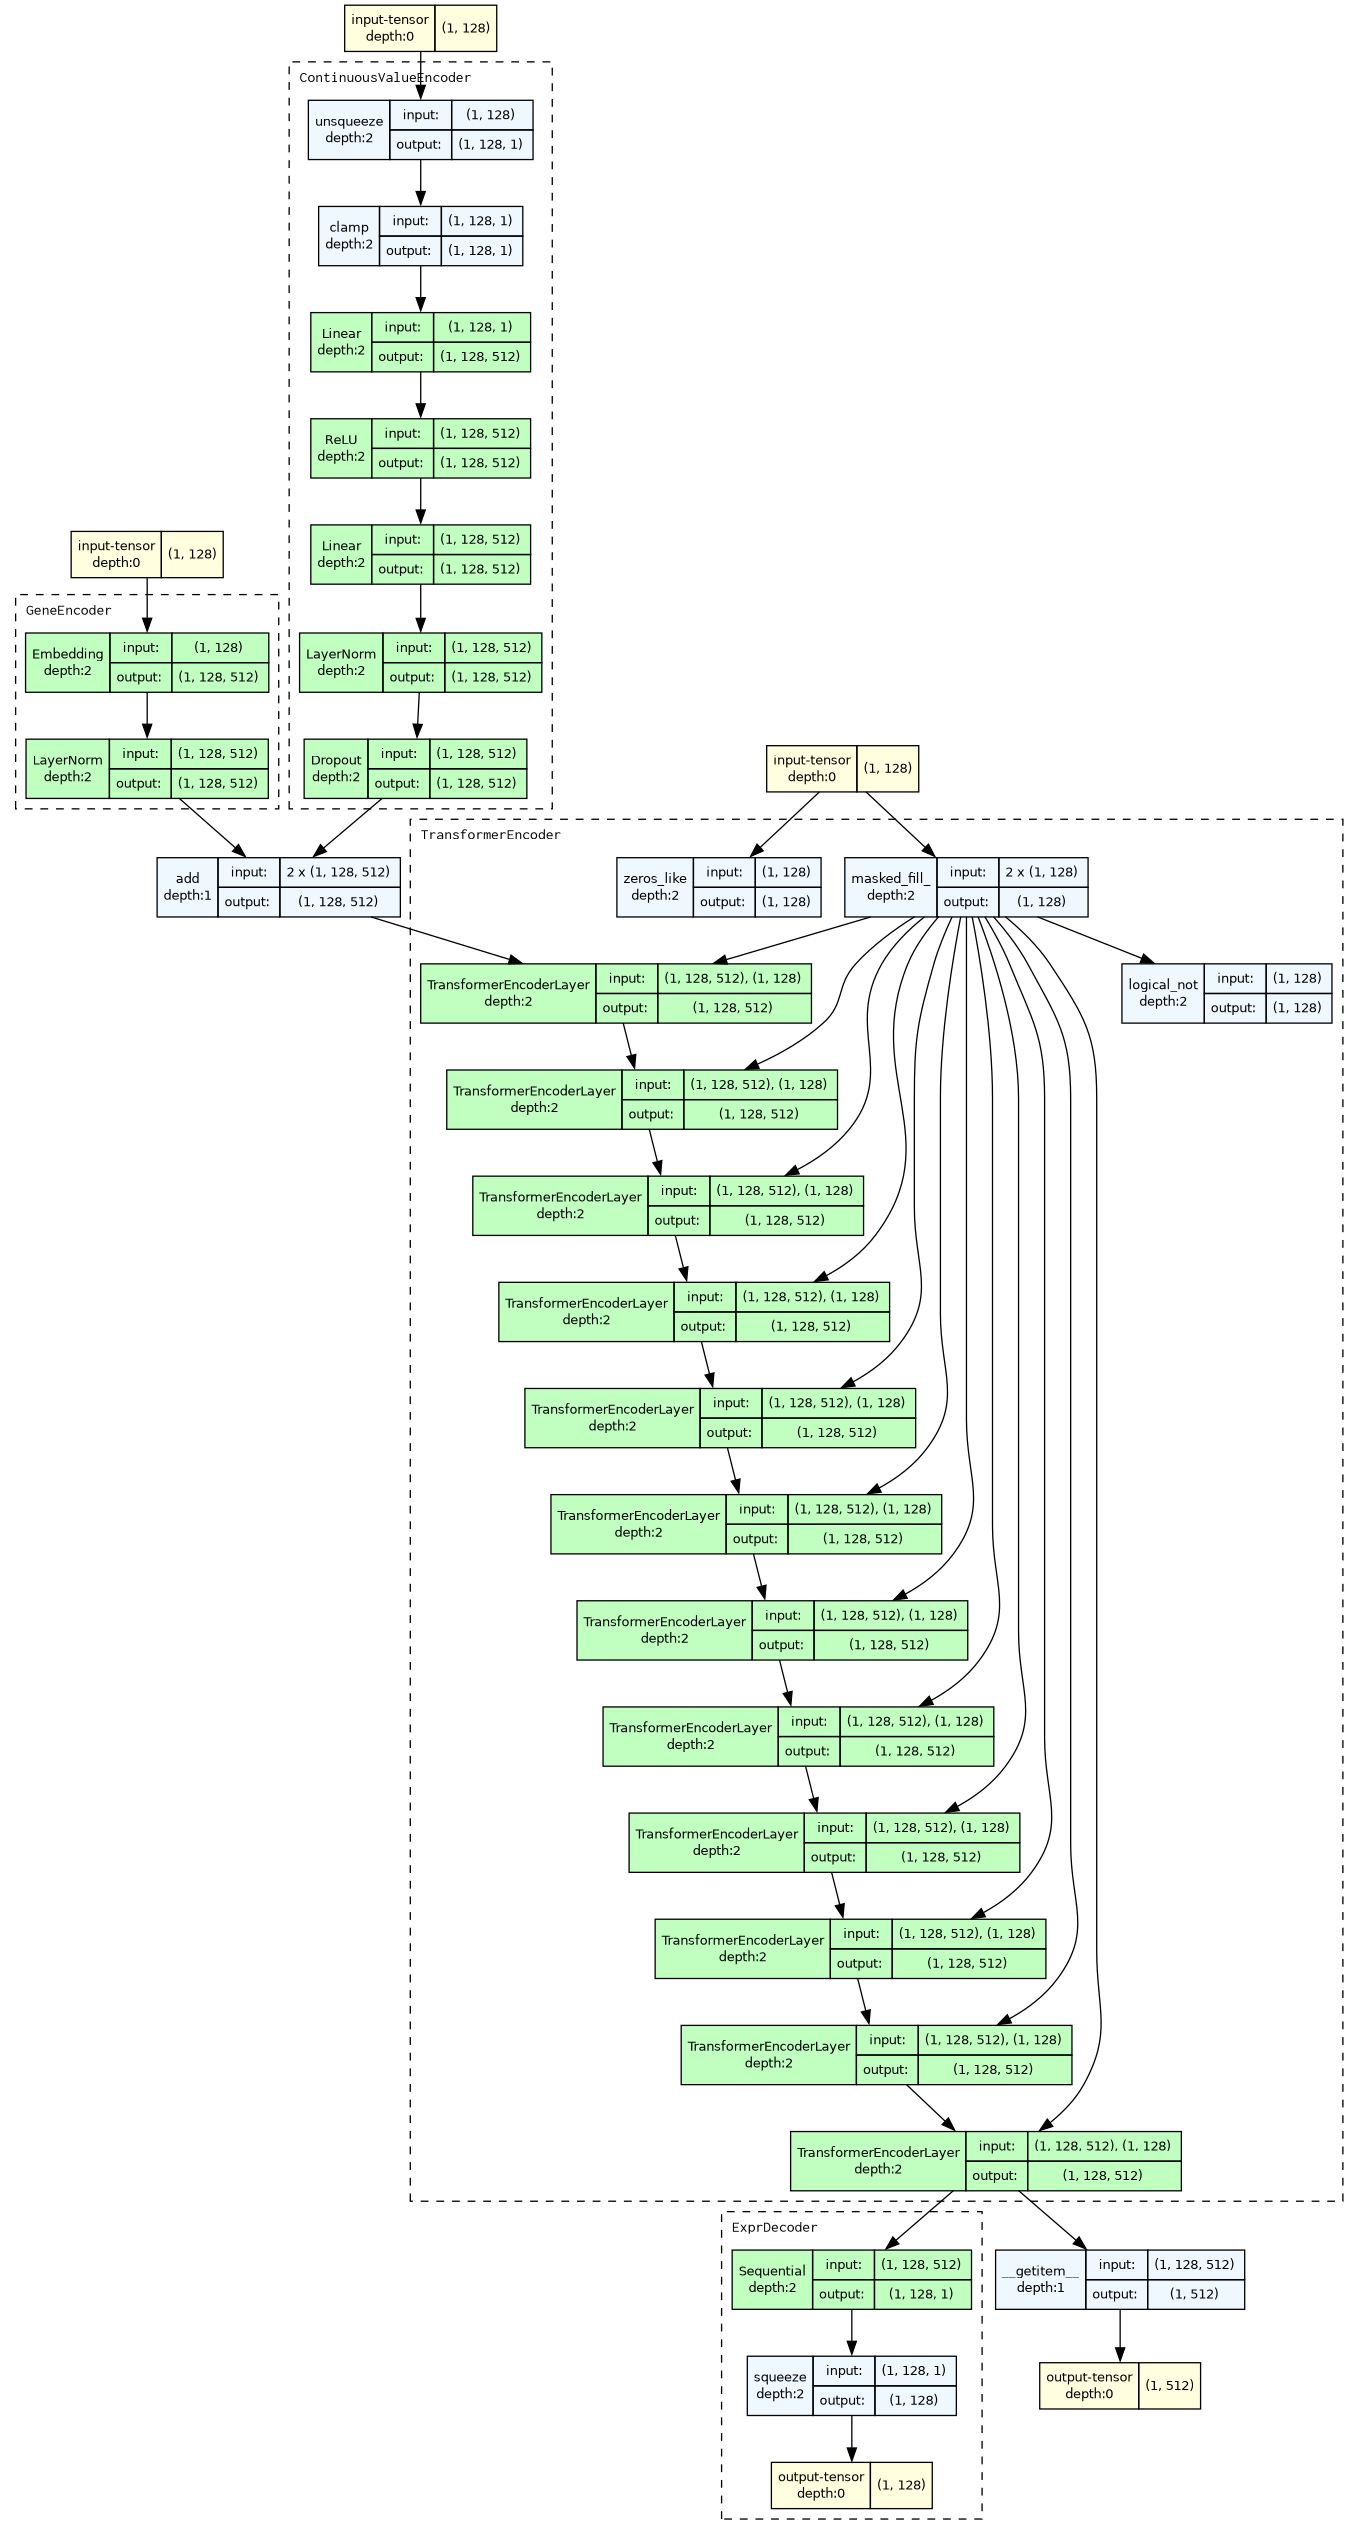 input-tensor
depth:0
(1, 128)
ContinuousValueEncoder
unsqueeze
depth:2
input:
(1, 128)
output:
(1, 128, 1)
clamp
depth:2
input:
(1, 128, 1)
output:
(1, 128, 1)
Linear
depth:2
input:
(1, 128, 1)
output:
(1, 128, 512)
ReLU
depth:2
input:
(1, 128, 512)
output:
(1, 128, 512)
Linear
depth:2
input:
(1, 128, 512)
output:
(1, 128, 512)
LayerNorm
depth:2
input:
(1, 128, 512)
output:
(1, 128, 512)
Dropout
depth:2
input:
(1, 128, 512)
output:
(1, 128, 512)
input-tensor
depth:0
(1, 128)
GeneEncoder
Embedding
depth:2
input:
(1, 128)
output:
(1, 128, 512)
LayerNorm
depth:2
input:
(1, 128, 512)
output:
(1, 128, 512)
add
depth:1
input:
2 x (1, 128, 512)
output:
(1, 128, 512)
input-tensor
depth:0
(1, 128)
TransformerEncoder
zeros_like
depth:2
input:
(1, 128)
output:
(1, 128)
masked_fill_
depth:2
input:
2 x (1, 128)
output:
(1, 128)
logical_not
depth:2
input:
(1, 128)
output:
(1, 128)
TransformerEncoderLayer
depth:2
input:
(1, 128, 512), (1, 128)
output:
(1, 128, 512)
TransformerEncoderLayer
depth:2
input:
(1, 128, 512), (1, 128)
output:
(1, 128, 512)
TransformerEncoderLayer
depth:2
input:
(1, 128, 512), (1, 128)
output:
(1, 128, 512)
TransformerEncoderLayer
depth:2
input:
(1, 128, 512), (1, 128)
output:
(1, 128, 512)
TransformerEncoderLayer
depth:2
input:
(1, 128, 512), (1, 128)
output:
(1, 128, 512)
TransformerEncoderLayer
depth:2
input:
(1, 128, 512), (1, 128)
output:
(1, 128, 512)
TransformerEncoderLayer
depth:2
input:
(1, 128, 512), (1, 128)
output:
(1, 128, 512)
TransformerEncoderLayer
depth:2
input:
(1, 128, 512), (1, 128)
output:
(1, 128, 512)
TransformerEncoderLayer
depth:2
input:
(1, 128, 512), (1, 128)
output:
(1, 128, 512)
TransformerEncoderLayer
depth:2
input:
(1, 128, 512), (1, 128)
output:
(1, 128, 512)
TransformerEncoderLayer
depth:2
input:
(1, 128, 512), (1, 128)
output:
(1, 128, 512)
TransformerEncoderLayer
depth:2
input:
(1, 128, 512), (1, 128)
output:
(1, 128, 512)
ExprDecoder
Sequential
depth:2
input:
(1, 128, 512)
output:
(1, 128, 1)
squeeze
depth:2
input:
(1, 128, 1)
output:
(1, 128)
output-tensor
depth:0
(1, 128)
__getitem__
depth:1
input:
(1, 128, 512)
output:
(1, 512)
output-tensor
depth:0
(1, 512)